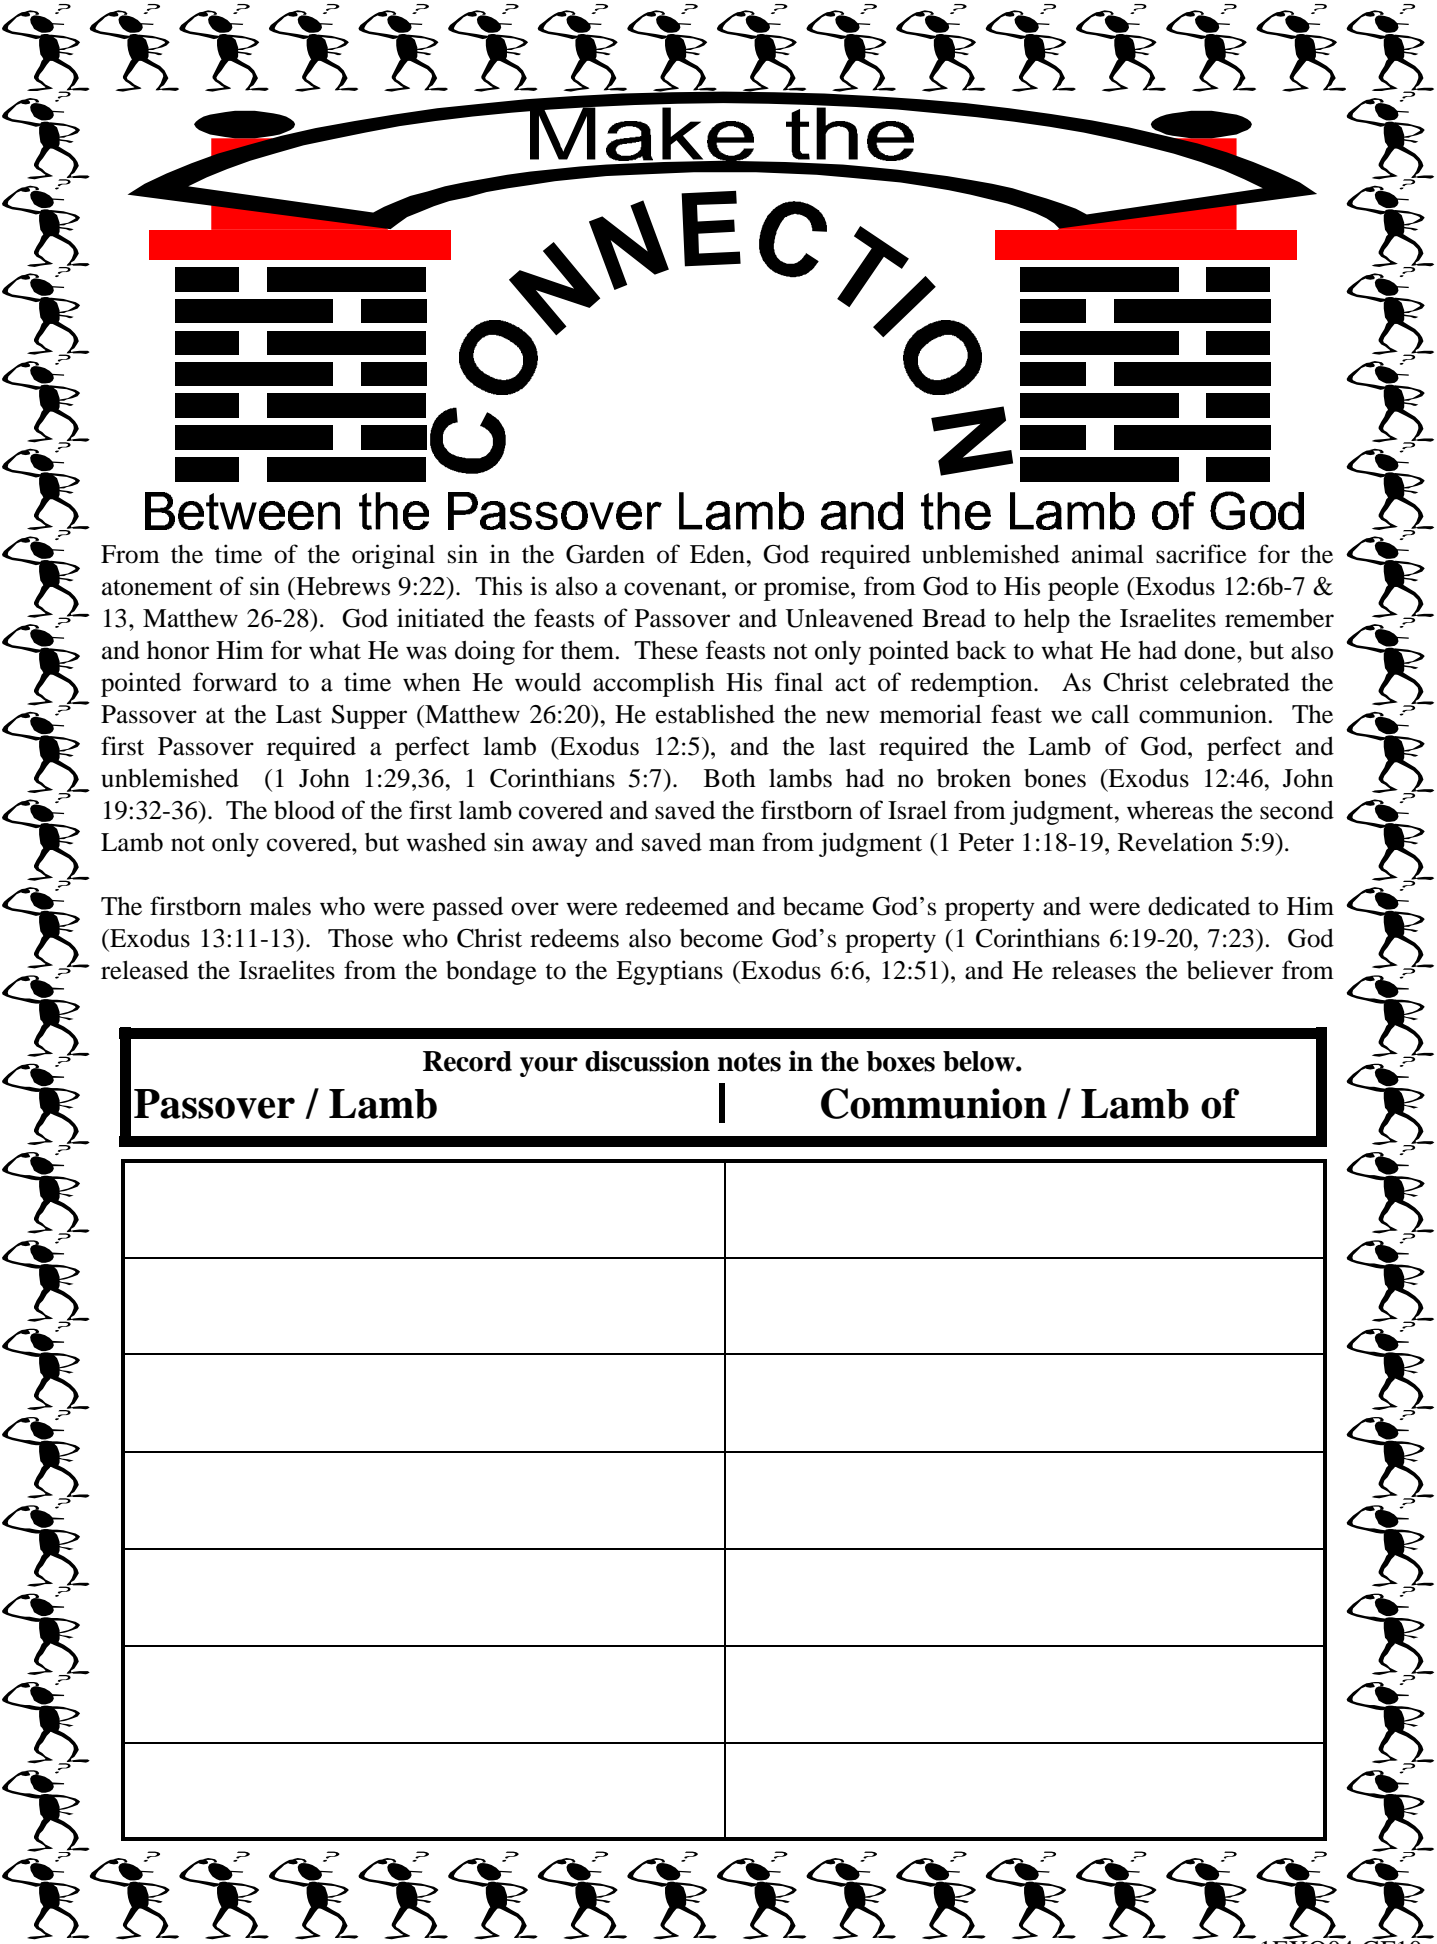 Make the
CONNECTION
Between the Passover Lamb and the Lamb of God
From the time of the original sin in the Garden of Eden, God required unblemished animal sacrifice for the
atonement of sin (Hebrews 9:22). This is also a covenant, or promise, from God to His people (Exodus 12:6b-7 &
13, Matthew 26-28). God initiated the feasts of Passover and Unleavened Bread to help the Israelites remember
and honor Him for what He was doing for them. These feasts not only pointed back to what He had done, but also
pointed forward to a time when He would accomplish His final act of redemption. As Christ celebrated the
Passover at the Last Supper (Matthew 26:20), He established the new memorial feast we call communion. The
first Passover required a perfect lamb (Exodus 12:5), and the last required the Lamb of God, perfect and
unblemished (1 John 1:29,36, 1 Corinthians 5:7). Both lambs had no broken bones (Exodus 12:46, John
19:32-36). The blood of the first lamb covered and saved the firstborn of Israel from judgment, whereas the second
Lamb not only covered, but washed sin away and saved man from judgment (1 Peter 1:18-19, Revelation 5:9).
The firstborn males who were passed over were redeemed and became God’s property and were dedicated to Him
(Exodus 13:11-13). Those who Christ redeems also become God’s property (1 Corinthians 6:19-20, 7:23). God
released the Israelites from the bondage to the Egyptians (Exodus 6:6, 12:51), and He releases the believer from
Record your discussion notes in the boxes below.
Passover / Lamb
Communion / Lamb of